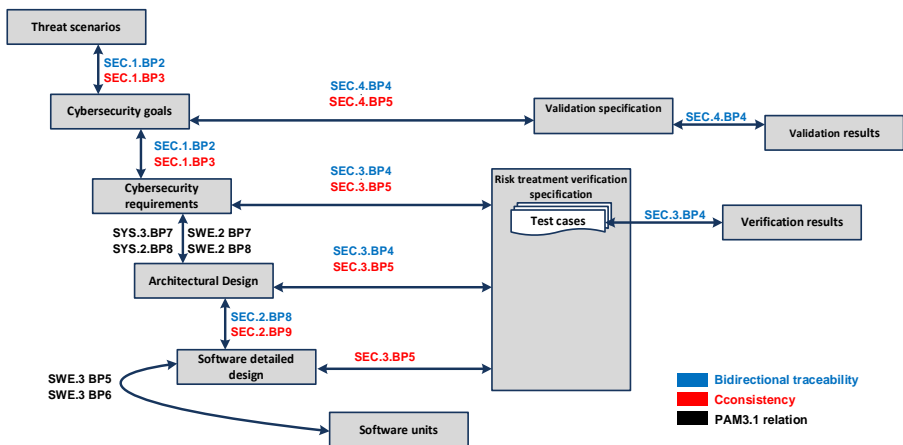 Threat scenarios
SEC.1.BP2
SEC.1.BP3
Cybersecurity goals
SEC.4.BP4
SEC.4.BP5
Validation specification
SEC.4.BP4
Validation results
SEC.1.BP2
SEC.1.BP3
Cybersecurity
requirements
SEC.3.BP4
SEC.3.BP5
Risk treatment verification
specification
Test cases
SEC.3.BP4
Verification results
SYS.3.BP7 SWE.2 BP7
SYS.2.BP8 SWE.2 BP8
Architectural Design
SEC.3.BP4
SEC.3.BP5
SEC.2.BP8
SEC.2.BP9
Software detailed
design
SEC.3.BP5
SWE.3 BP5
SWE.3 BP6
Software units
Bidirectional traceability
Cconsistency
PAM3.1 relation